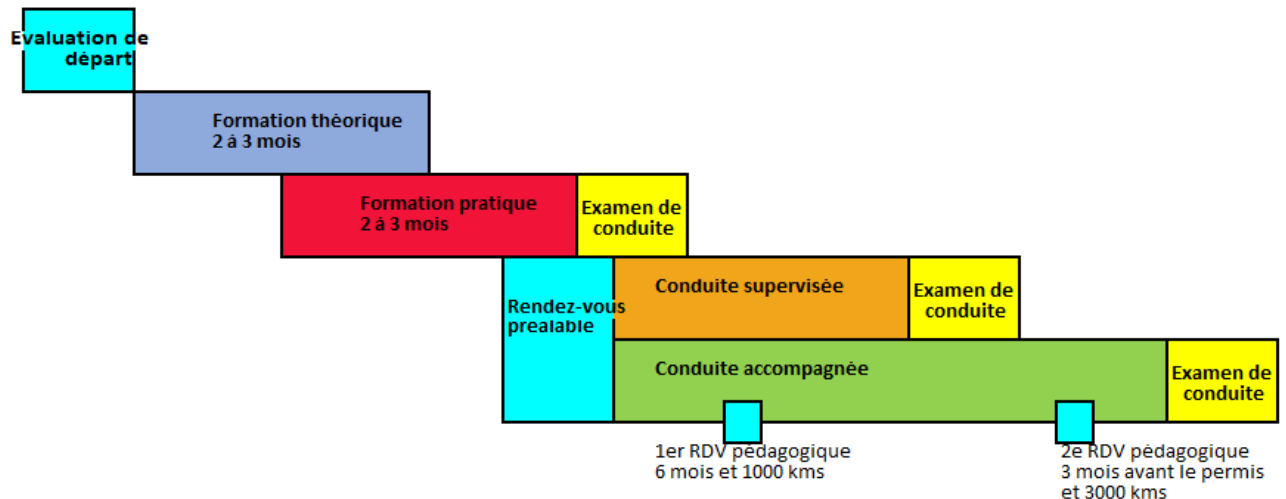 Evaluation de
départ
Formation théorique
2 à 3 mois
Formation pratique
2 à 3 mois
Examen de
conduite
Rendez-vous
préalable
Conduite supervisée
Examen de
conduite
Conduite accompagnée
Examen de
conduite
1er RDV pédagogique
6 mois et 1000 kms
2e RDV pédagogique
3 mois avant le permis
et 3000 kms